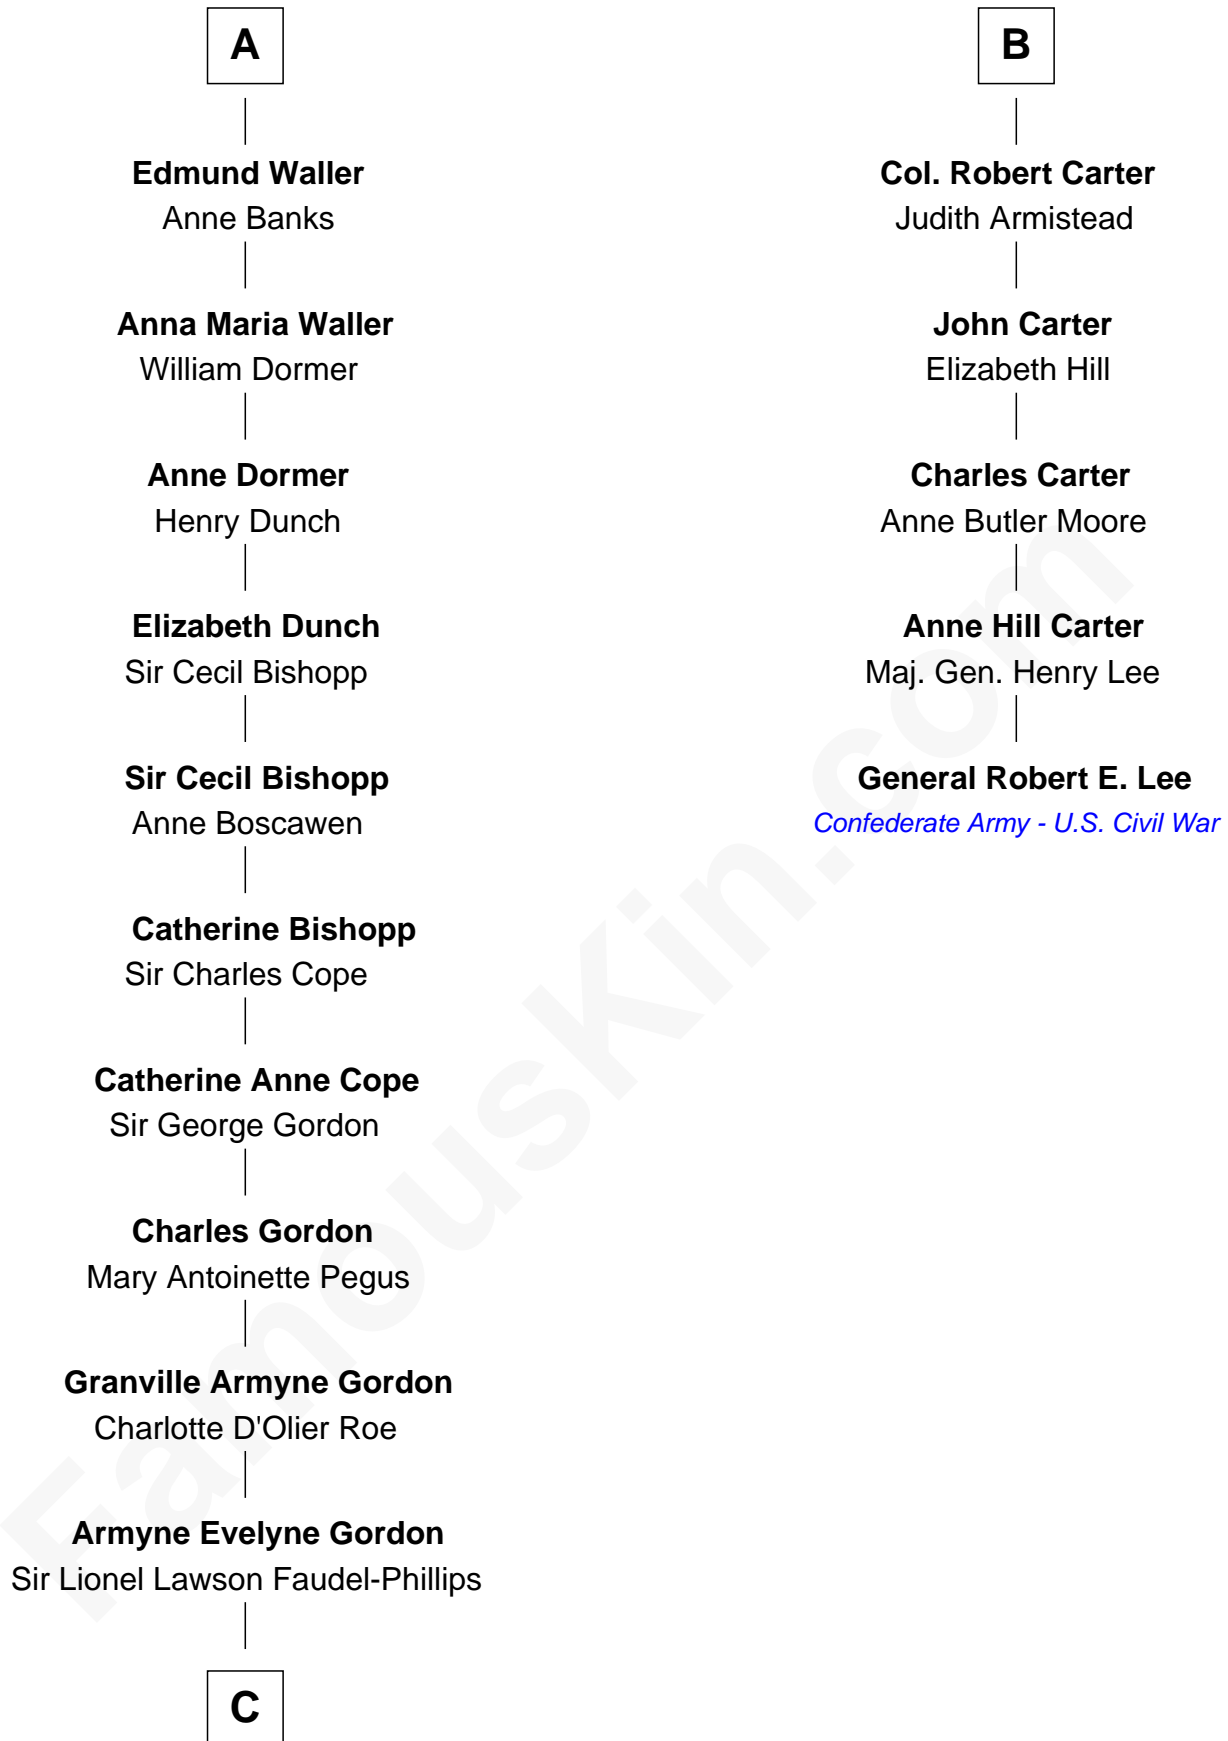 A
Edmund Waller
Anne Banks
Anna Maria Waller
William Dormer
Anne Dormer
Henry Dunch
Elizabeth Dunch
Sir Cecil Bishopp
Sir Cecil Bishopp
Anne Boscawen
Catherine Bishopp
Sir Charles Cope
Catherine Anne Cope
Sir George Gordon
Charles Gordon
Mary Antoinette Pegus
Granville Armyne Gordon
Charlotte D'Olier Roe
Armyne Evelyne Gordon
Sir Lionel Lawson Faudel-Phillips
C
B
Col. Robert Carter
Judith Armistead
John Carter
Elizabeth Hill
Charles Carter
Anne Butler Moore
Anne Hill Carter
Maj. Gen. Henry Lee
General Robert E. Lee
Confederate Army - U.S. Civil War
FamousKin.com